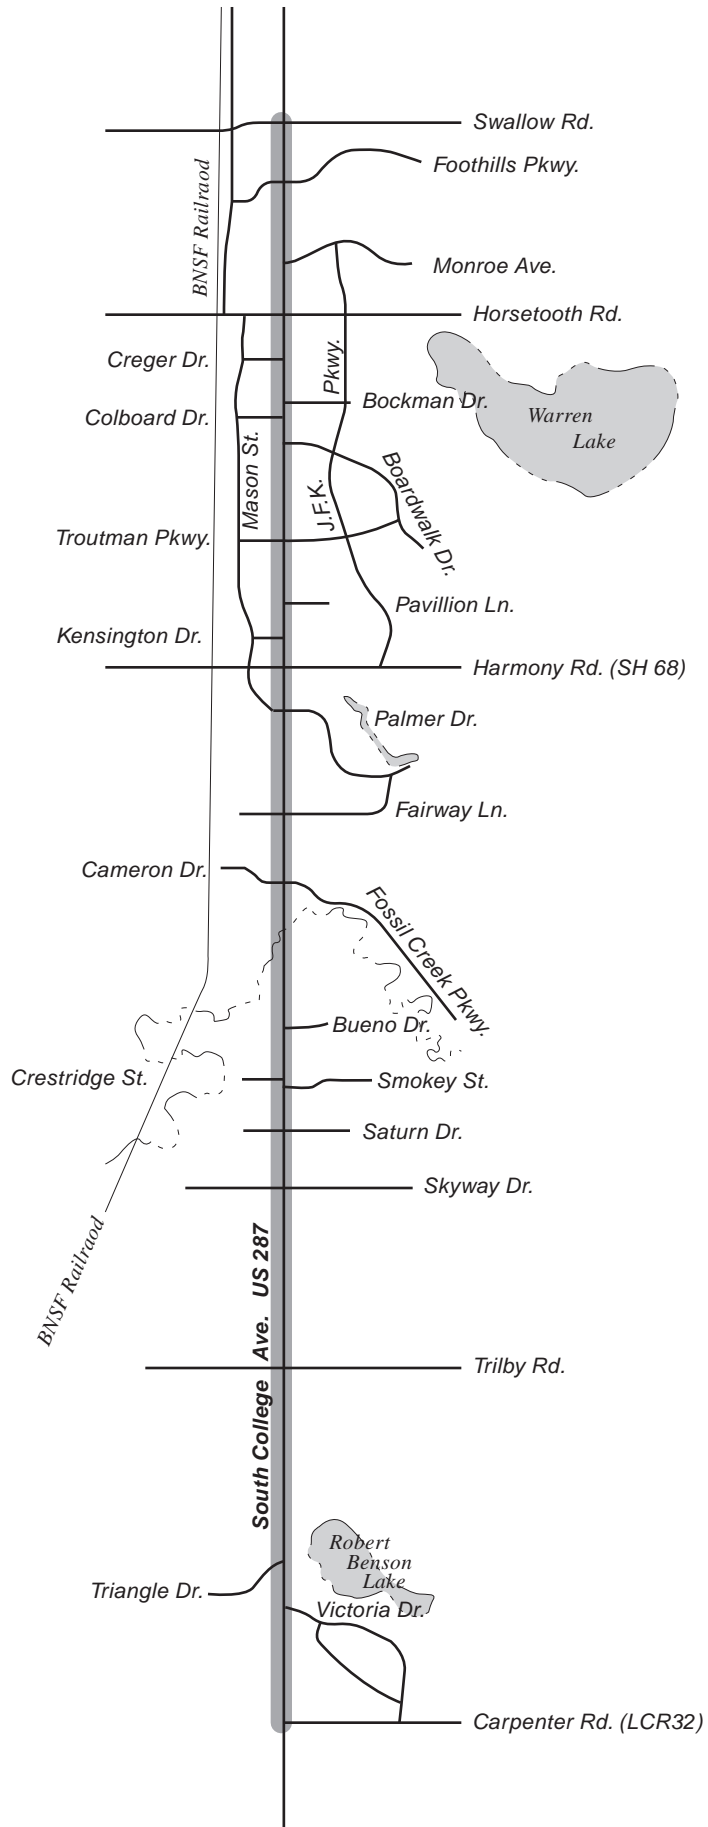 Swallow Rd.
Foothills Pkwy.
BNSF Railraod
Monroe Ave.
Horsetooth Rd.
Creger Dr.
Pkwy.
Bockman Dr.
Colboard Dr.
Warren
Lake
Mason St.
J.F.K.
Boardwalk Dr.
Troutman Pkwy.
Pavillion Ln.
Kensington Dr.
Harmony Rd. (SH 68)
Palmer Dr.
Fairway Ln.
Cameron Dr.
Fossil Creek Pkwy.
Bueno Dr.
Crestridge St.
Smokey St.
Saturn Dr.
Skyway Dr.
BNSF Railraod
South College Ave. US 287
Trilby Rd.
Robert
Benson
Lake
Triangle Dr.
Victoria Dr.
Carpenter Rd. (LCR32)